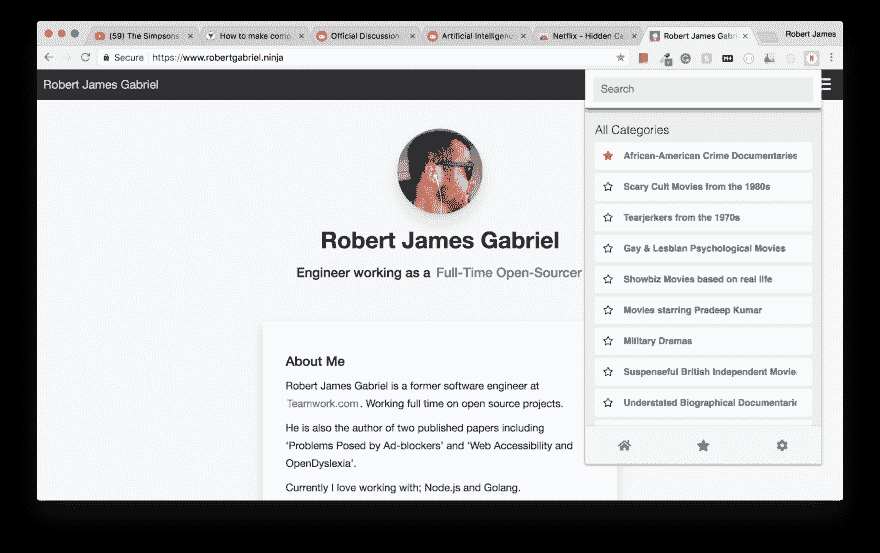 (59) The Simpsons
How to make com
Official Discussion
Artificial Intelligenc
Netflix - Hidden Ca
Robert James Gabri
Robert James
Secure
https://www.robertgabriel.ninja
Robert James Gabriel
Search
All Categories
African-American Crime Documentaries
Scary Cult Movies from the 1980s
Tearjerkers from the 1970s
Gay & Lesbian Psychological Movies
Showbiz Movies based on real life
Movies starring Pradeep Kumar
Military Dramas
Suspenseful British Independent Movie
Understated Biographical Documentarie
Robert James Gabriel
Engineer working as a Full-Time Open-Sourcer
About Me
Robert James Gabriel is a former software engineer at
Teamwork.com. Working full time on open source projects.
He is also the author of two published papers including
‘Problems Posed by Ad-blockers’ and ‘Web Accessibility and
OpenDyslexia’.
Currently I love working with; Node.js and Golang.